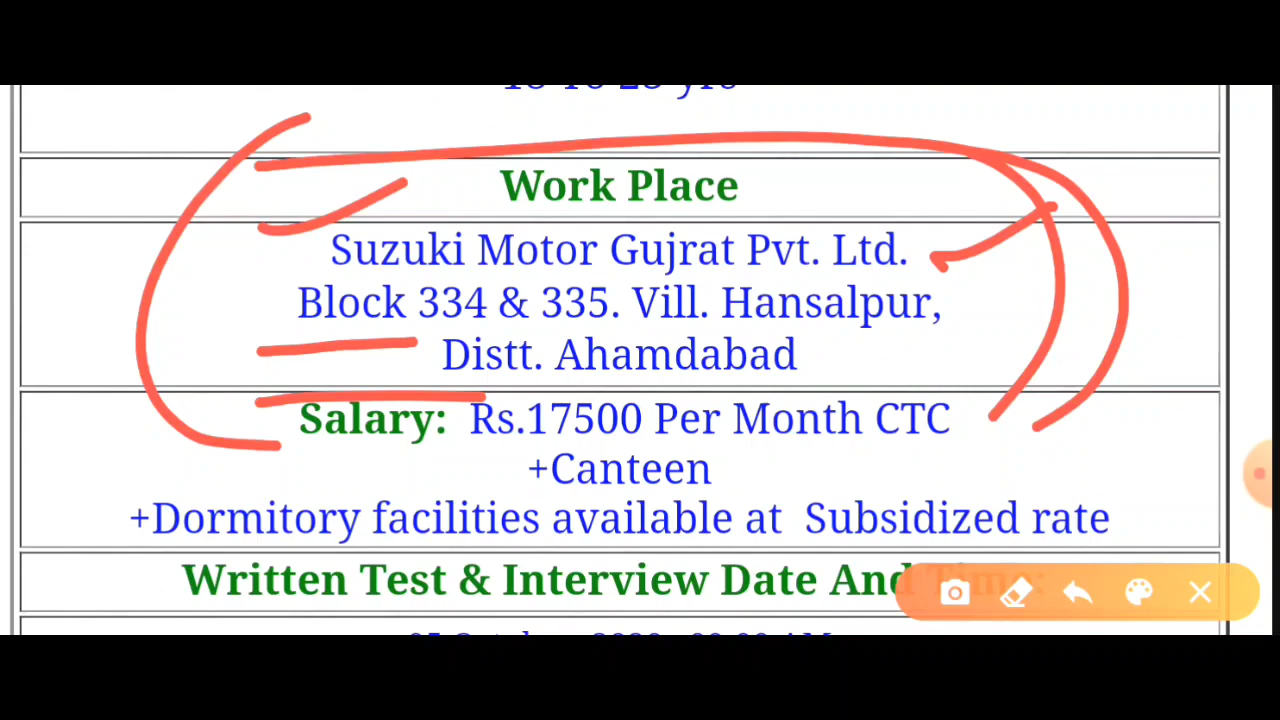 Work Place
Suzuki Motor Gujrat Pvt. Ltd.
Block 334 & 335. Vill. Hansalpur,
Distt. Ahamdabad
Salary: Rs.17500 Per Month CTC
+Canteen
+Dormitory facilities available at Subsidized rate
Written Test & Interview Date And Time: